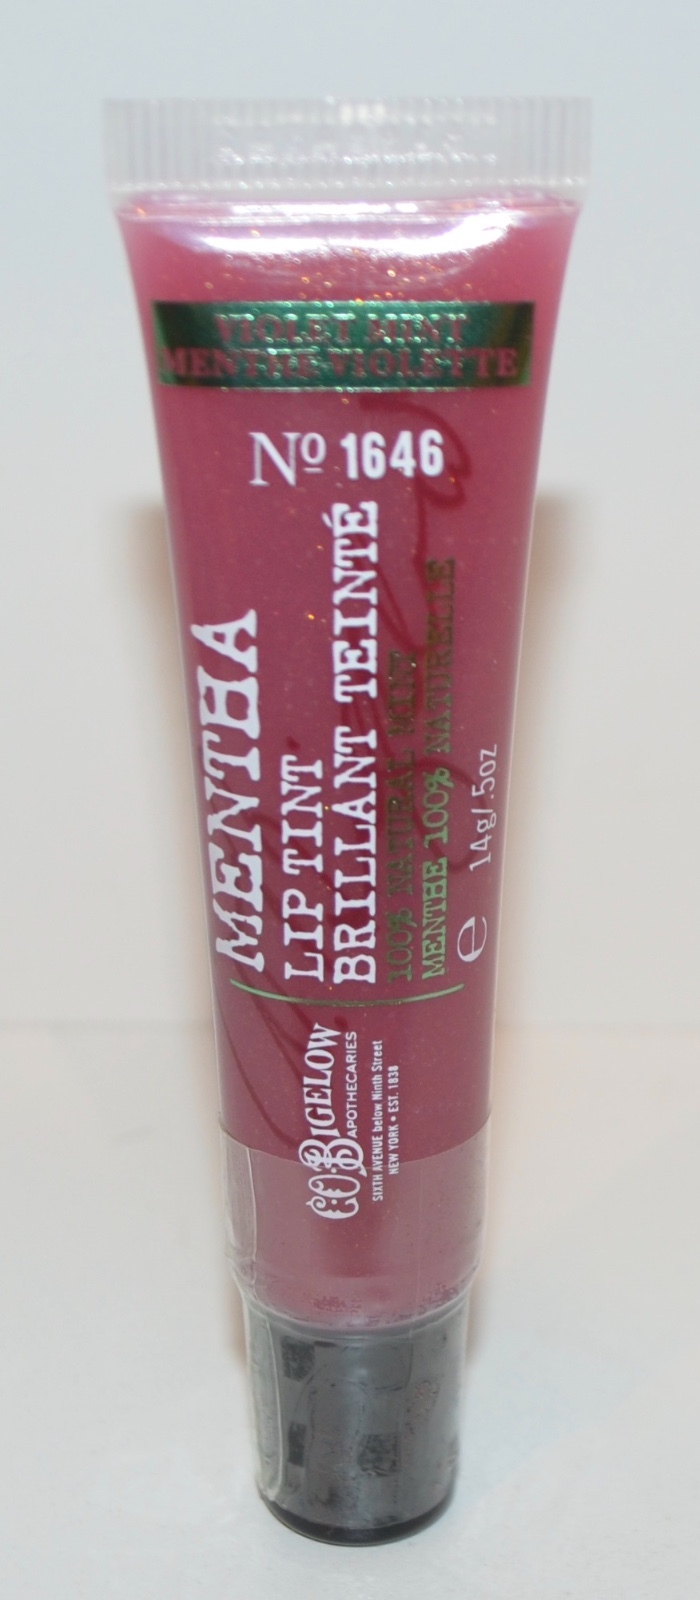 VIOLET MINT
MENTHE VIOLETTE
Nº 1646
MENTHA
LIP TINT
BRILLANT TEINTÉ
100% NATURAL MINT
MENTHE 100% NATURELLE
e 14g/.5oz
C.O. BIGELOW
APOTHECARIES
SIXTH AVENUE below Ninth Street
NEW YORK • EST. 1838